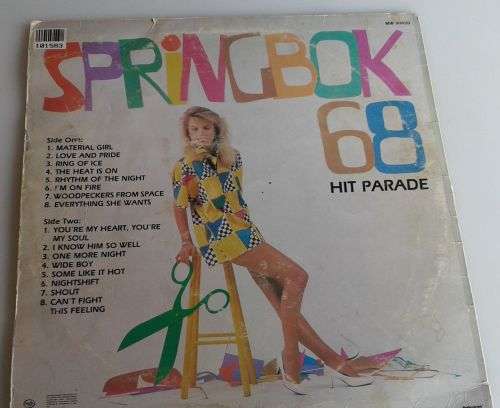 101583
SPRINGBOK
68
HIT PARADE
Side One:
1. MATERIAL GIRL
2. LOVE AND PRIDE
3. RING OF ICE
4. THE HEAT IS ON
5. RHYTHM OF THE NIGHT
6. I'M ON FIRE
7. WOODPECKERS FROM SPACE
8. EVERYTHING SHE WANTS
Side Two:
1. YOU'RE MY HEART, YOU'RE
MY SOUL
2. I KNOW HIM SO WELL
3. ONE MORE NIGHT
4. WIDE BOY
5. SOME LIKE IT HOT
6. NIGHTSHIFT
7. SHOUT
8. CAN'T FIGHT
THIS FEELING